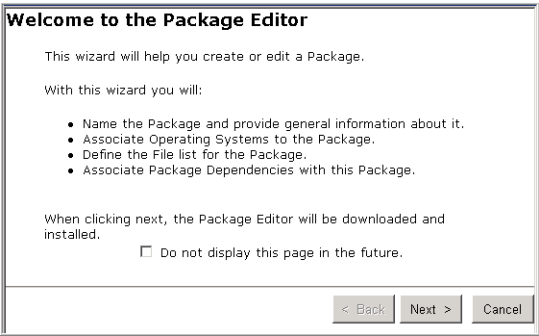 Welcome to the Package Editor
This wizard will help you create or edit a Package.
With this wizard you will:
• Name the Package and provide general information about it.
• Associate Operating Systems to the Package.
• Define the File list for the Package.
• Associate Package Dependencies with this Package.
When clicking next, the Package Editor will be downloaded and
installed.
Do not display this page in the future.
< Back Next > Cancel